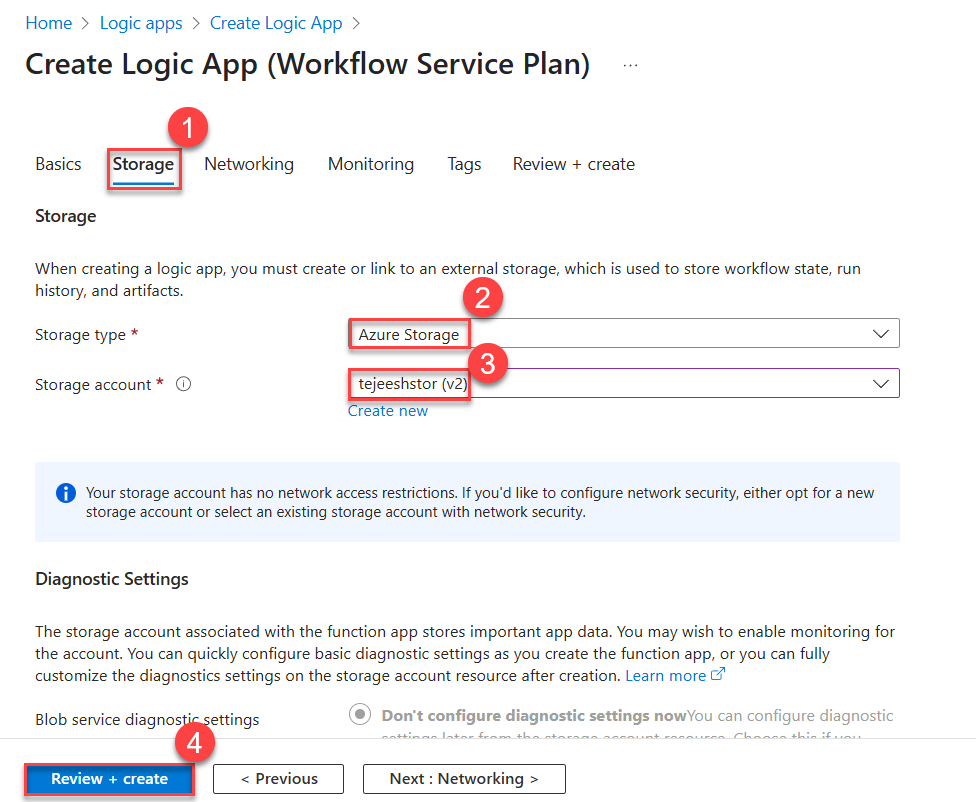 Home > Logic apps > Create Logic App >
Create Logic App (Workflow Service Plan) ...
1
Basics Storage Networking Monitoring Tags Review + create
Storage
When creating a logic app, you must create or link to an external storage, which is used to store workflow state, run
history, and artifacts.
2
Storage type * Azure Storage
3
Storage account * tejeeshstor (v2)
Create new
Your storage account has no network access restrictions. If you'd like to configure network security, either opt for a new
storage account or select an existing storage account with network security.
Diagnostic Settings
The storage account associated with the function app stores important app data. You may wish to enable monitoring for
the account. You can quickly configure basic diagnostic settings as you create the function app, or you can fully
customize the diagnostics settings on the storage account resource after creation. Learn more
Blob service diagnostic settings Don't configure diagnostic settings nowYou can configure diagnostic
settings later from the storage account resource. Choose this if you
4
Review + create < Previous Next : Networking >